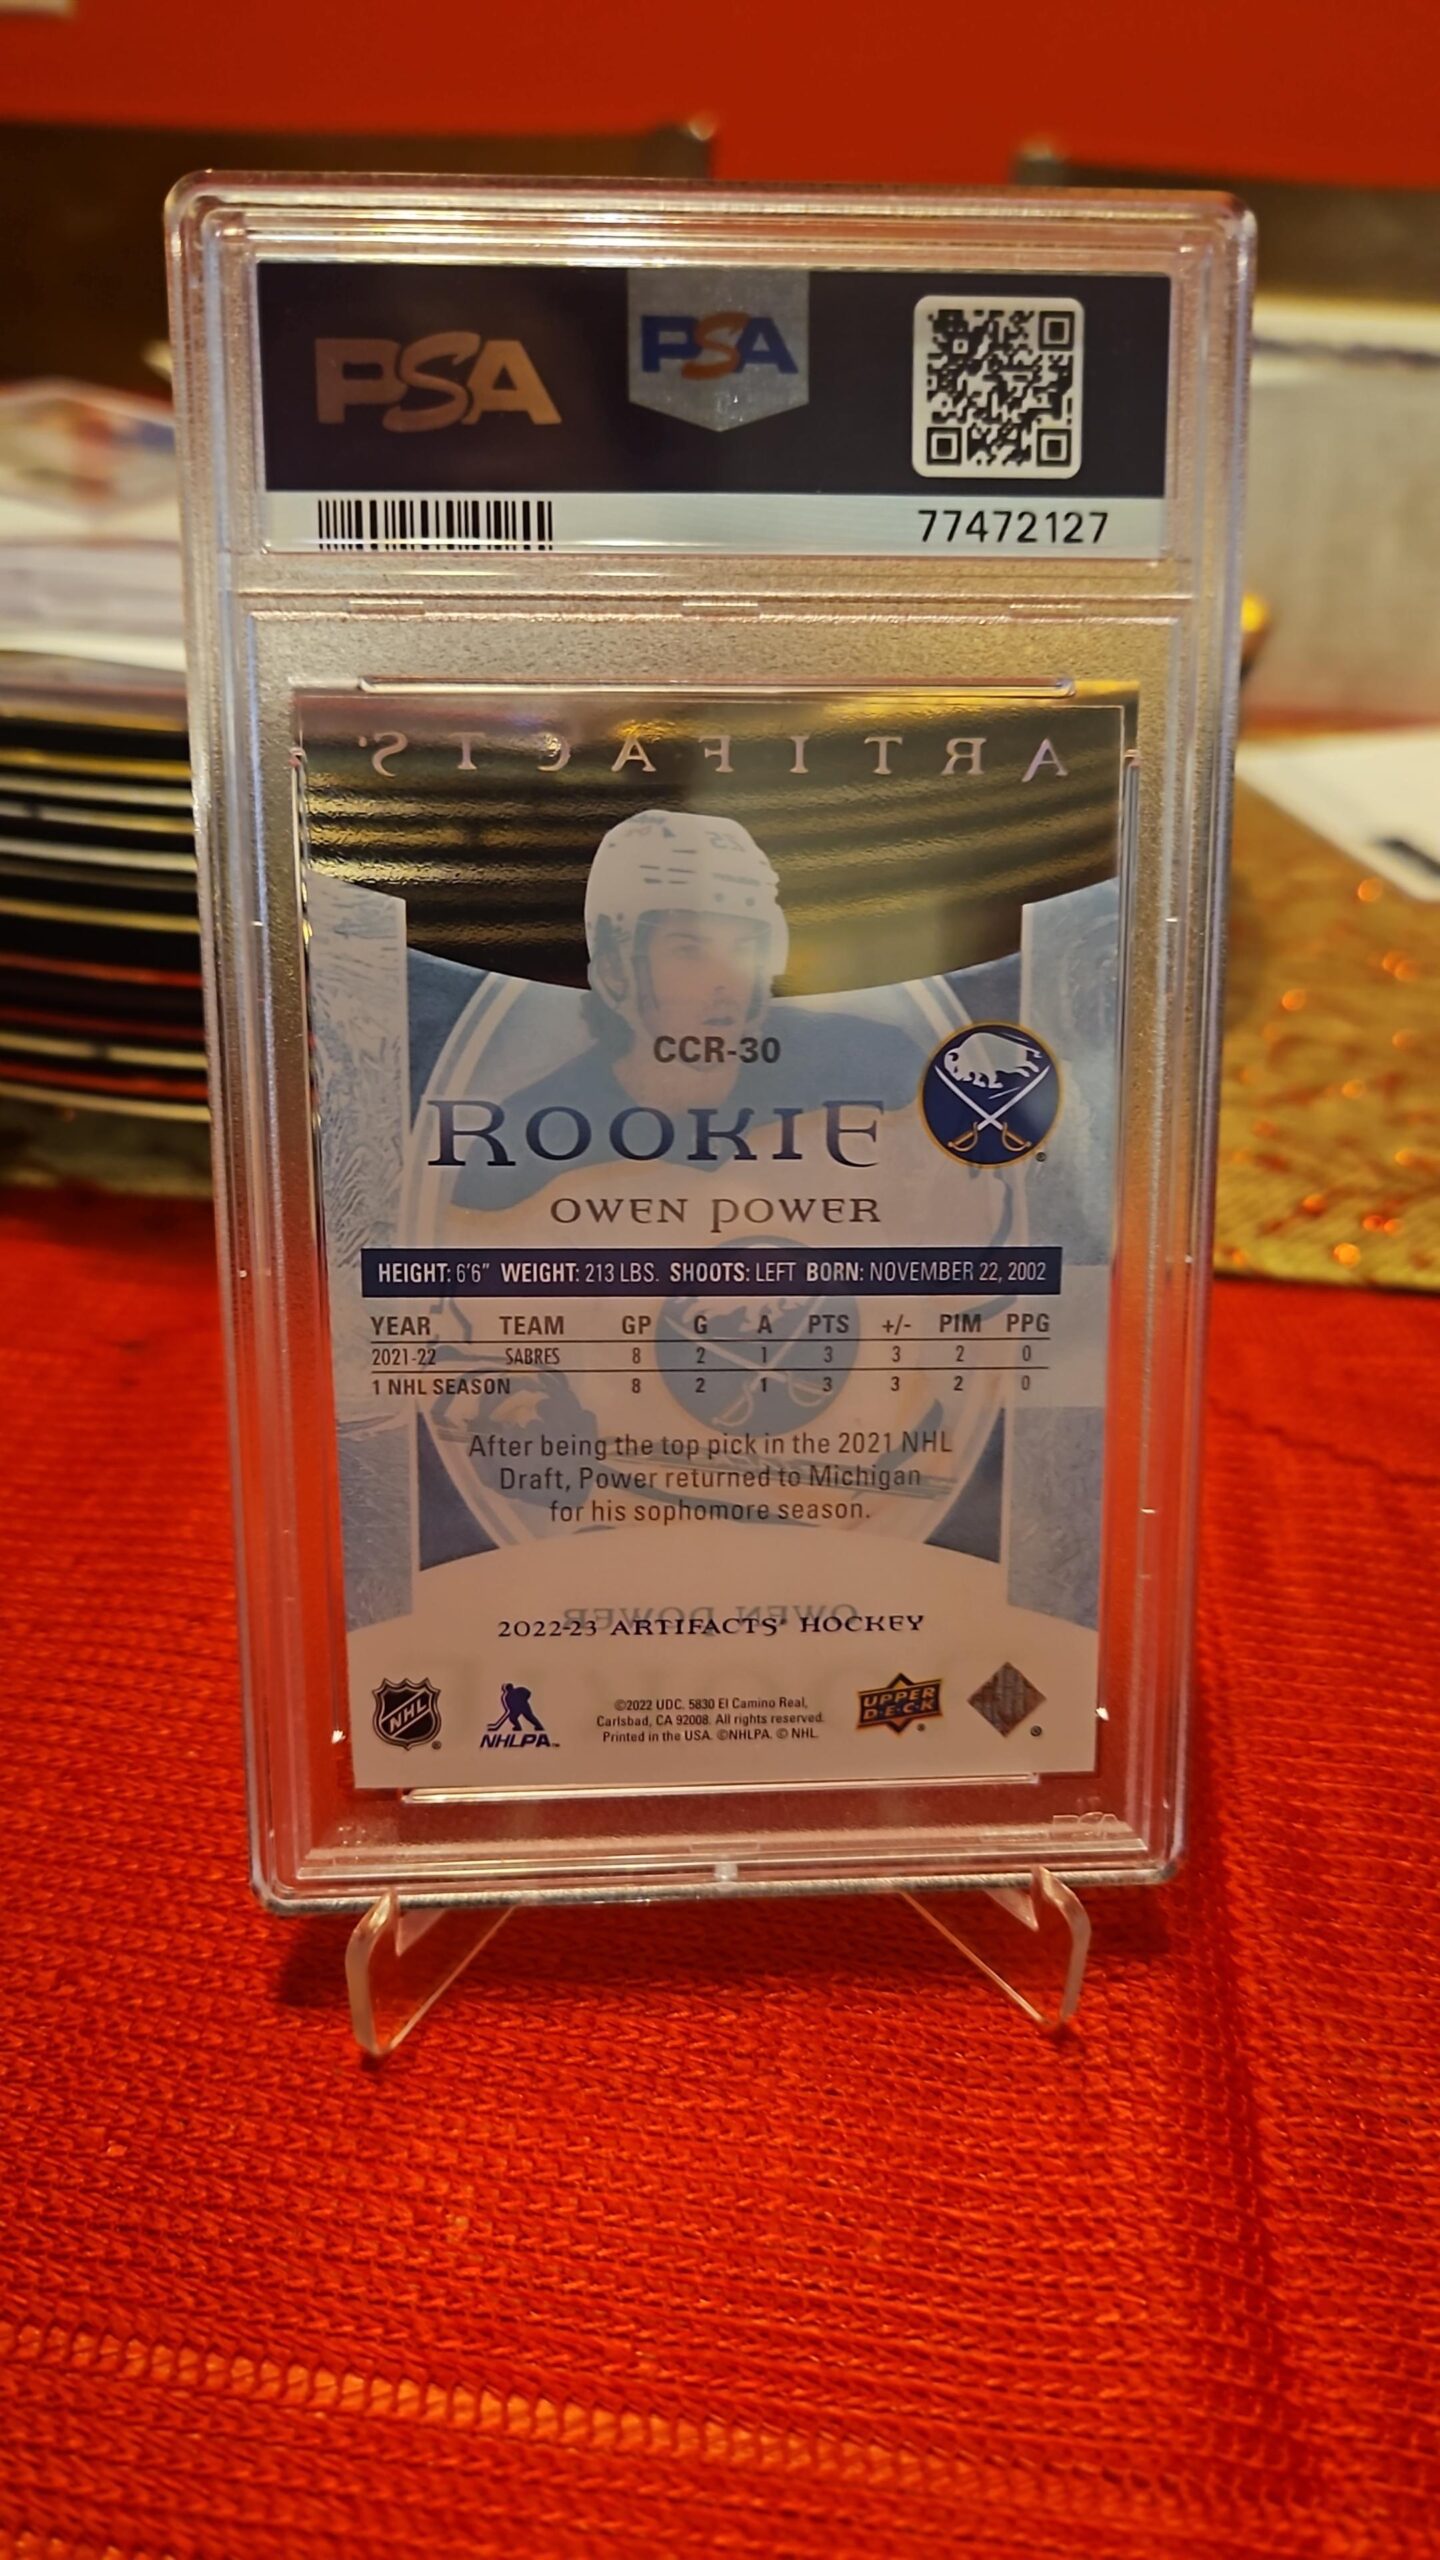 PSA
PSA
77472127
ARTIFACTS
25
CCR-30
ROOKIE
OWEN POWER
HEIGHT: 6'6" WEIGHT: 213 LBS. SHOOTS: LEFT BORN: NOVEMBER 22, 2002
YEAR TEAM GP G A PTS +/- PIM PPG
2021-22 SABRES 8 2 1 3 3 2 0
1 NHL SEASON 8 2 1 3 3 2 0
After being the top pick in the 2021 NHL
Draft, Power returned to Michigan
for his sophomore season.
OWEN POWER
2022-23 ARTIFACTS® HOCKEY
NHL ®
NHLPA™
©2022 UDC. 5830 El Camino Real,
Carlsbad, CA 92008. All rights reserved.
Printed in the USA. ©NHLPA. © NHL.
UPPER
D·E·C·K ®